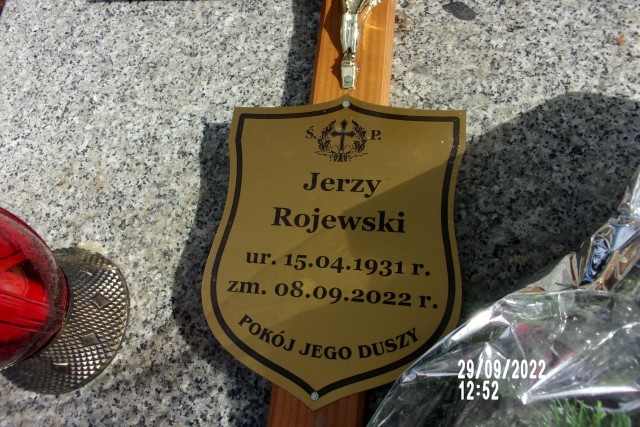 Ś. P.
Jerzy
Rojewski
ur. 15.04.1931 r.
zm. 08.09.2022 r.
POKÓJ JEGO DUSZY
29/09/2022
12:52